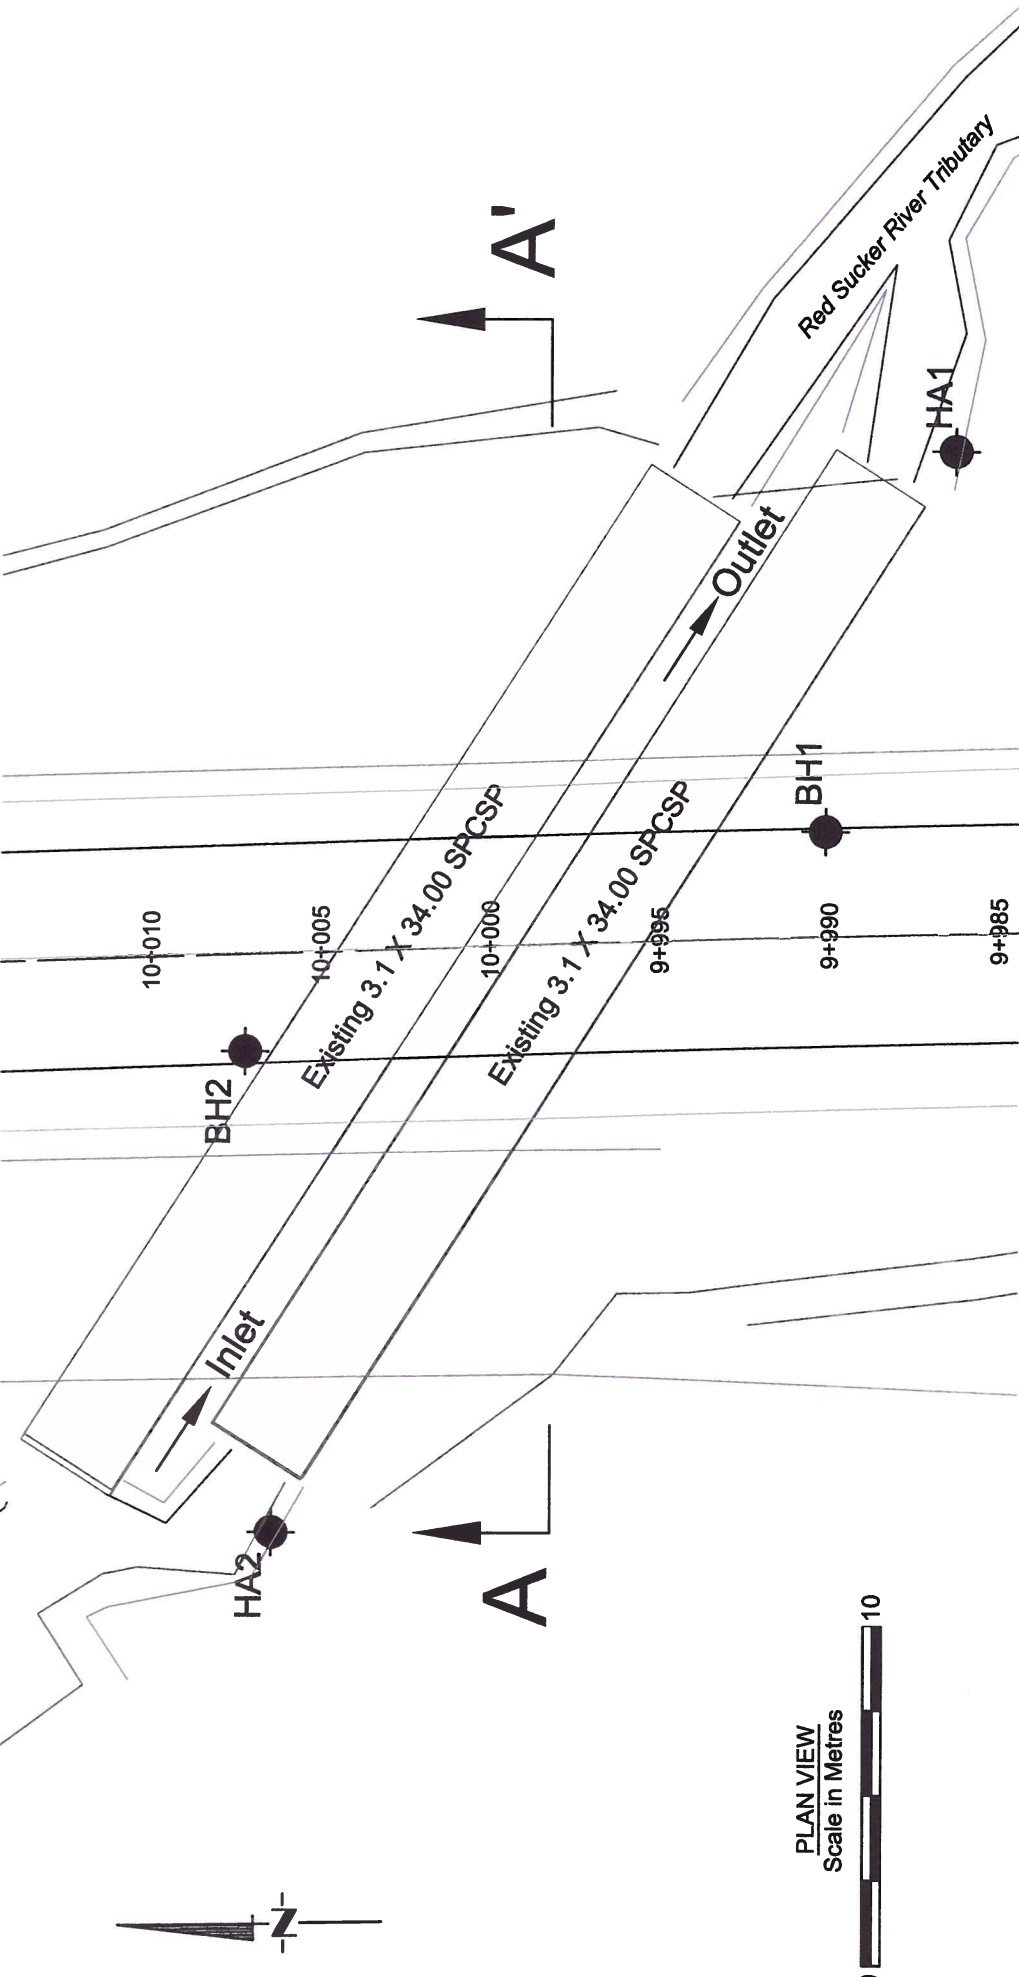 A'
Red Sucker River Tributary
HA1
Outlet
BH1
Existing 3.1 X 34.00 SPCSP
Existing 3.1 X 34.00 SPCSP
10+010
10+005
10+000
9+995
9+990
9+985
BH2
Inlet
HA2
A
N
PLAN VIEW
Scale in Metres
10